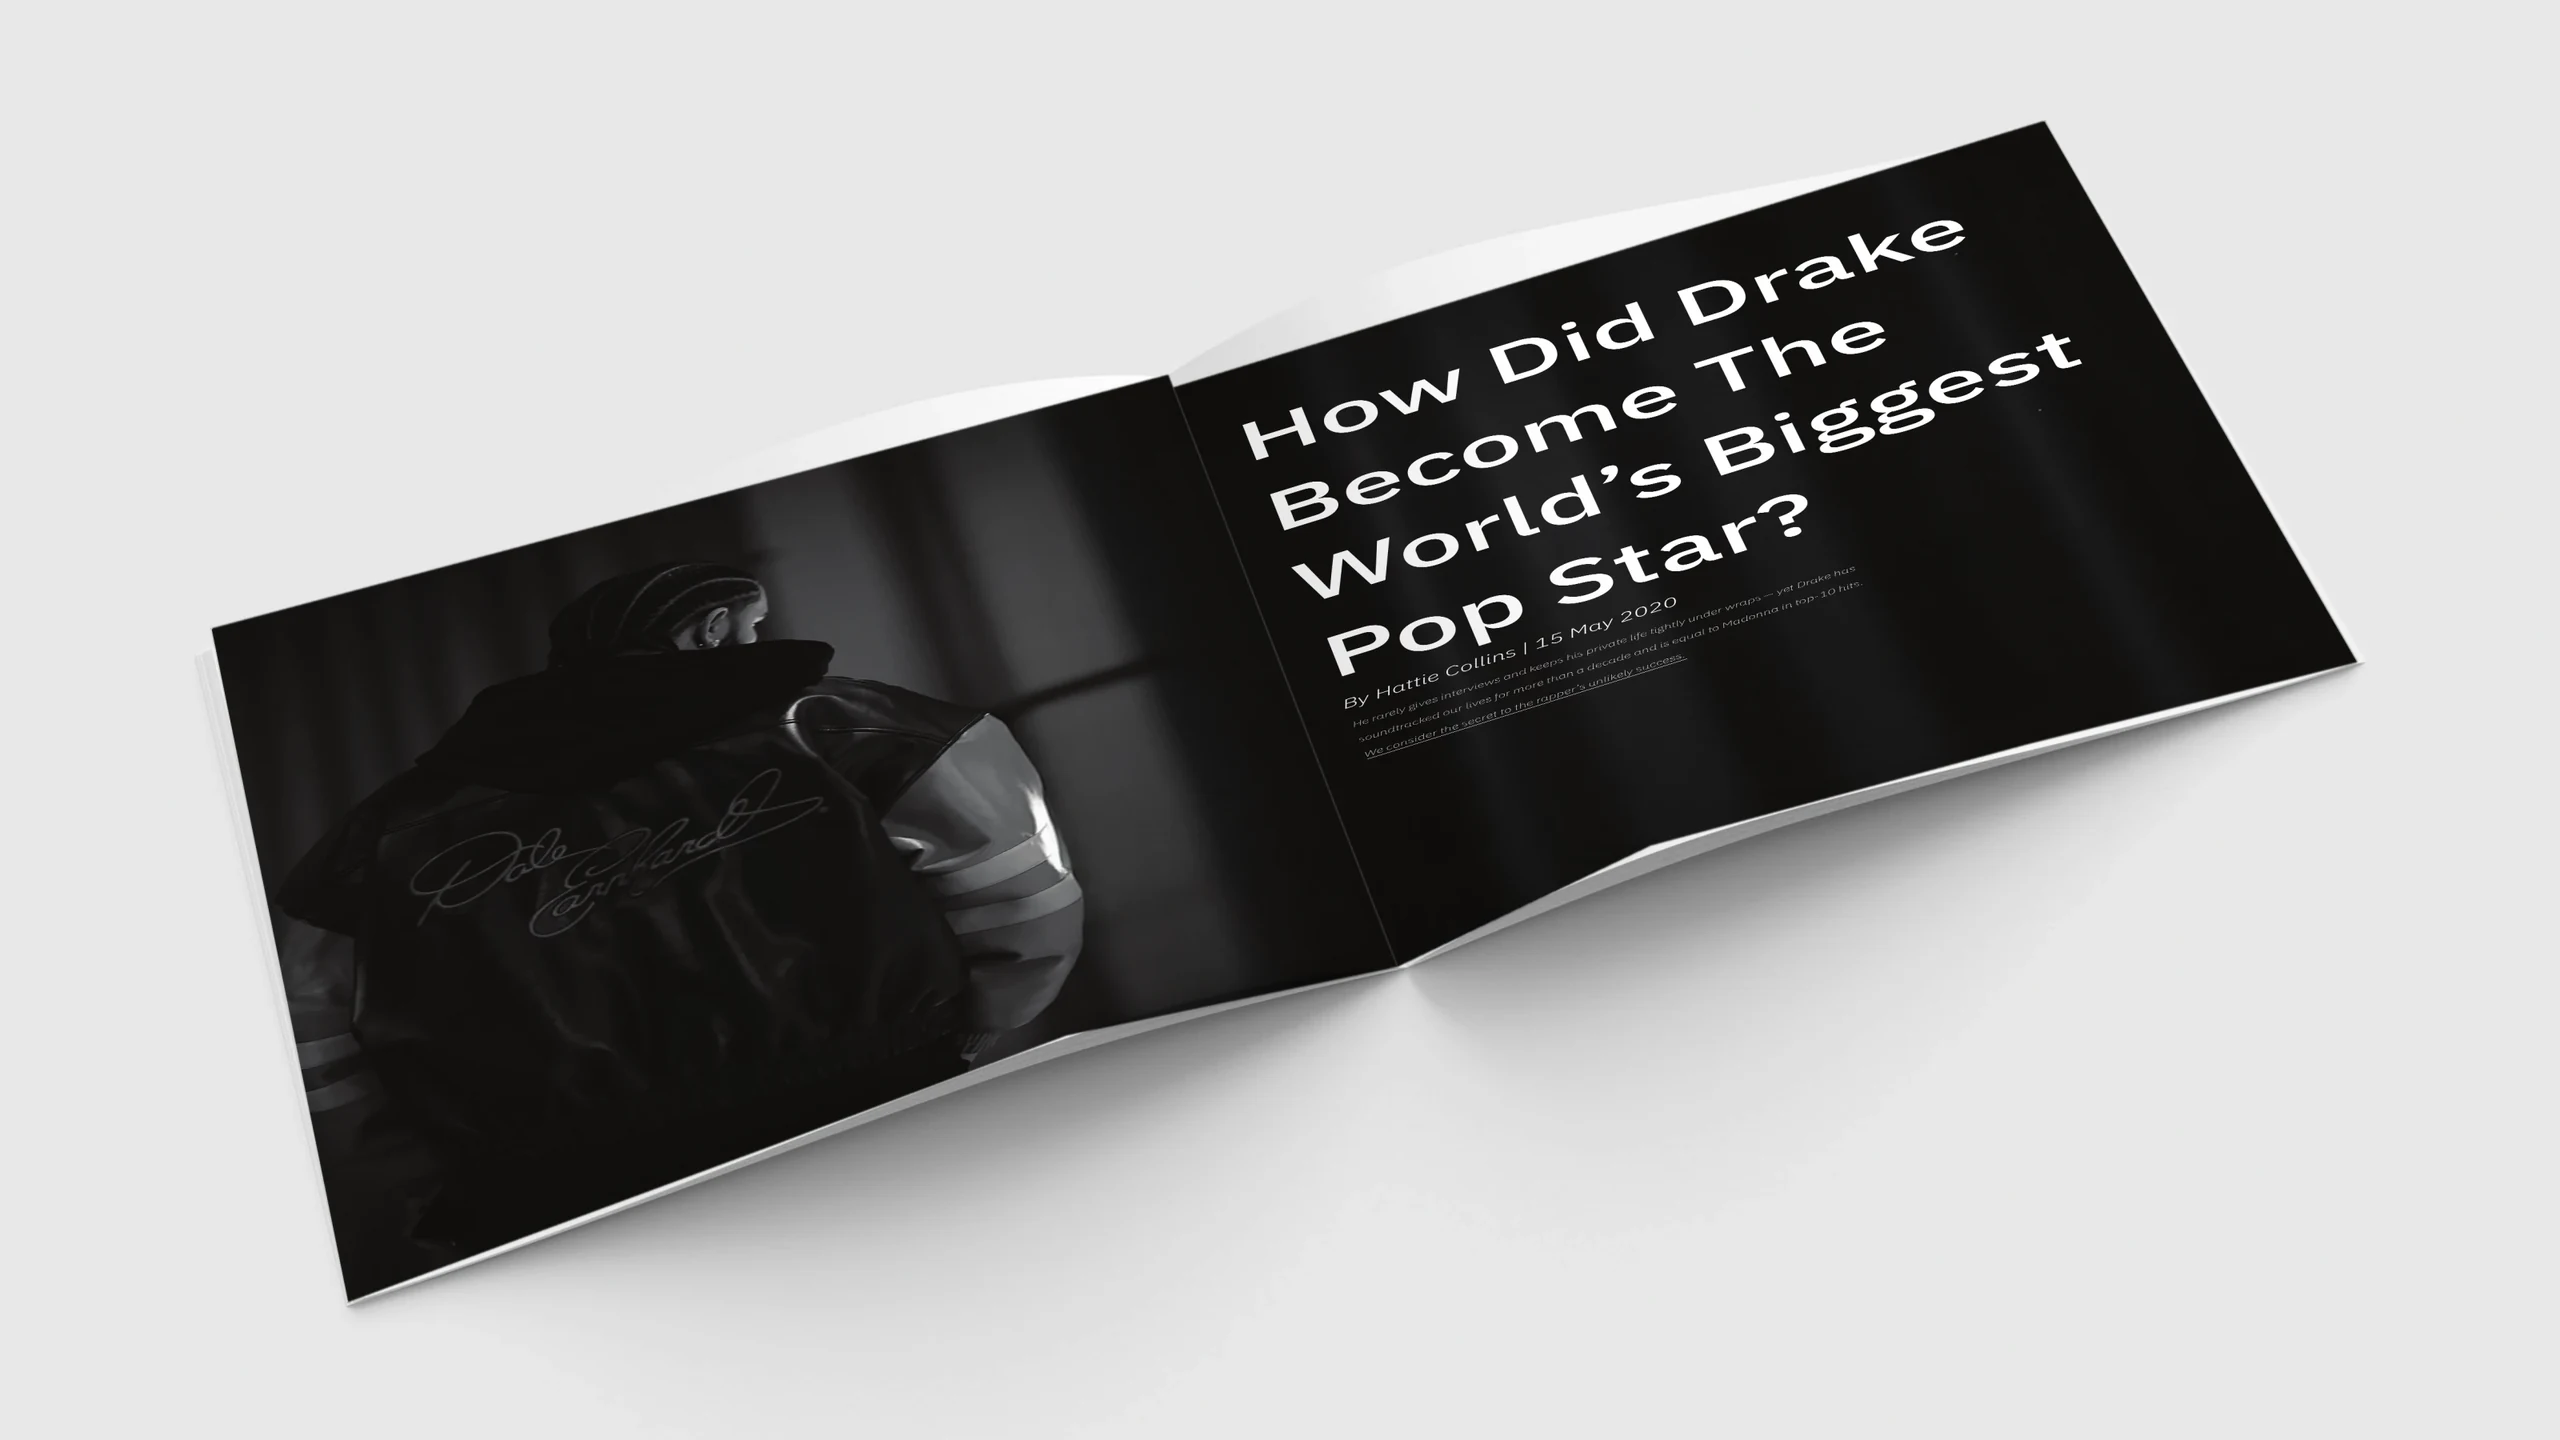 Dale
Earnhardt
How Did Drake
Become The
World’s Biggest
Pop Star?
By Hattie Collins | 15 May 2020
He rarely gives interviews and keeps his private life tightly under wraps — yet Drake has
soundtracked our lives for more than a decade and is equal to Madonna in top-10 hits.
We consider the secret to the rapper’s unlikely success.